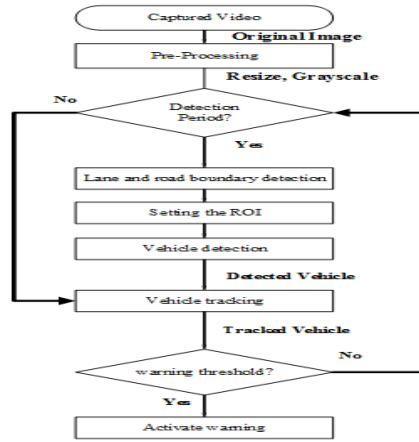 Captured Video
Original Image
Pre-Processing
Resize, Grayscale
No
Detection
Period?
Yes
Lane and road boundary detection
Setting the ROI
Vehicle detection
Detected Vehicle
Vehicle tracking
Tracked Vehicle
No
warning threshold?
Yes
Activate warning